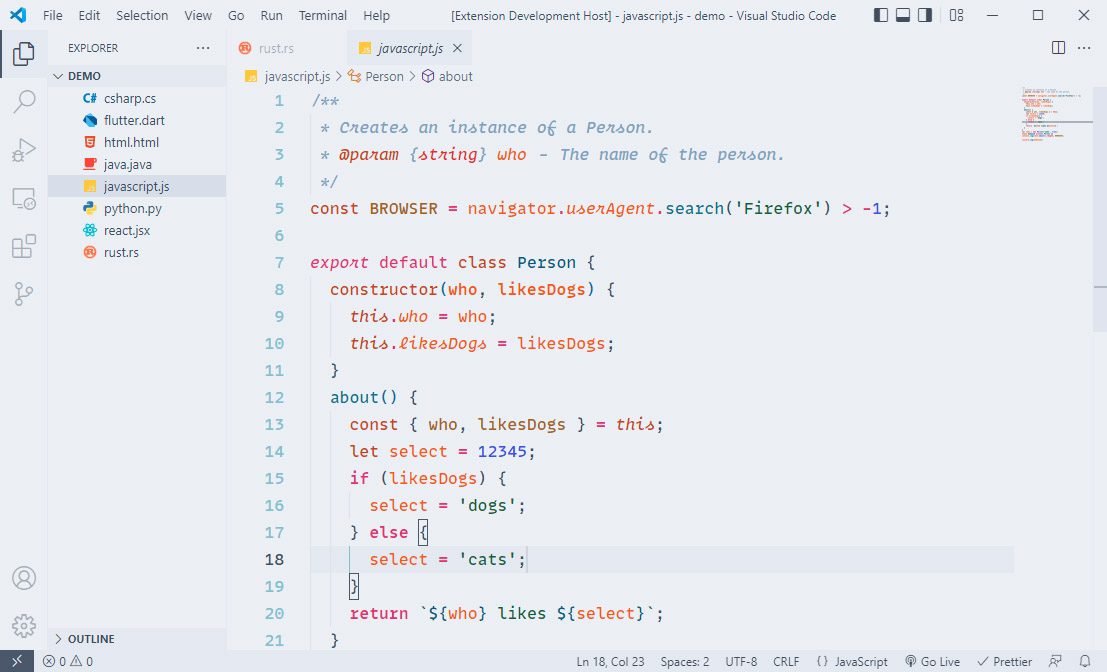 File Edit Selection View Go Run Terminal Help [Extension Development Host] - javascript.js - demo - Visual Studio Code
EXPLORER
DEMO
csharp.cs
flutter.dart
html.html
java.java
javascript.js
python.py
react.jsx
rust.rs
OUTLINE
rust.rs javascript.js
javascript.js > Person > about
1 /**
2 * Creates an instance of a Person.
3 * @param {string} who - The name of the person.
4 */
5 const BROWSER = navigator.userAgent.search('Firefox') > -1;
6
7 export default class Person {
8 constructor(who, likesDogs) {
9 this.who = who;
10 this.likesDogs = likesDogs;
11 }
12 about() {
13 const { who, likesDogs } = this;
14 let select = 12345;
15 if (likesDogs) {
16 select = 'dogs';
17 } else {
18 select = 'cats';
19 }
20 return `${who} likes ${select}`;
21 }
0 0 Ln 18, Col 23 Spaces: 2 UTF-8 CRLF {} JavaScript Go Live Prettier